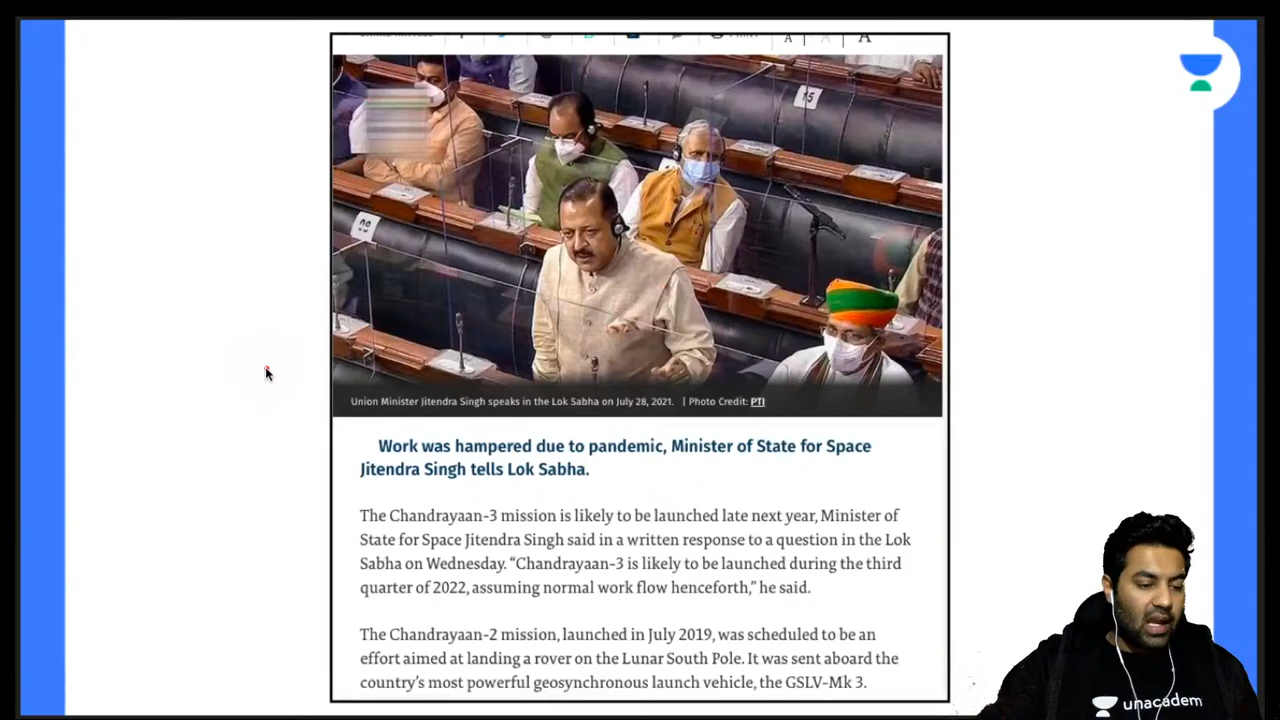 15
Union Minister Jitendra Singh speaks in the Lok Sabha on July 28, 2021. | Photo Credit: PTI
Work was hampered due to pandemic, Minister of State for Space
Jitendra Singh tells Lok Sabha.
The Chandrayaan-3 mission is likely to be launched late next year, Minister of
State for Space Jitendra Singh said in a written response to a question in the Lok
Sabha on Wednesday. “Chandrayaan-3 is likely to be launched during the third
quarter of 2022, assuming normal work flow henceforth,” he said.
The Chandrayaan-2 mission, launched in July 2019, was scheduled to be an
effort aimed at landing a rover on the Lunar South Pole. It was sent aboard the
country’s most powerful geosynchronous launch vehicle, the GSLV-Mk 3.
unacadem